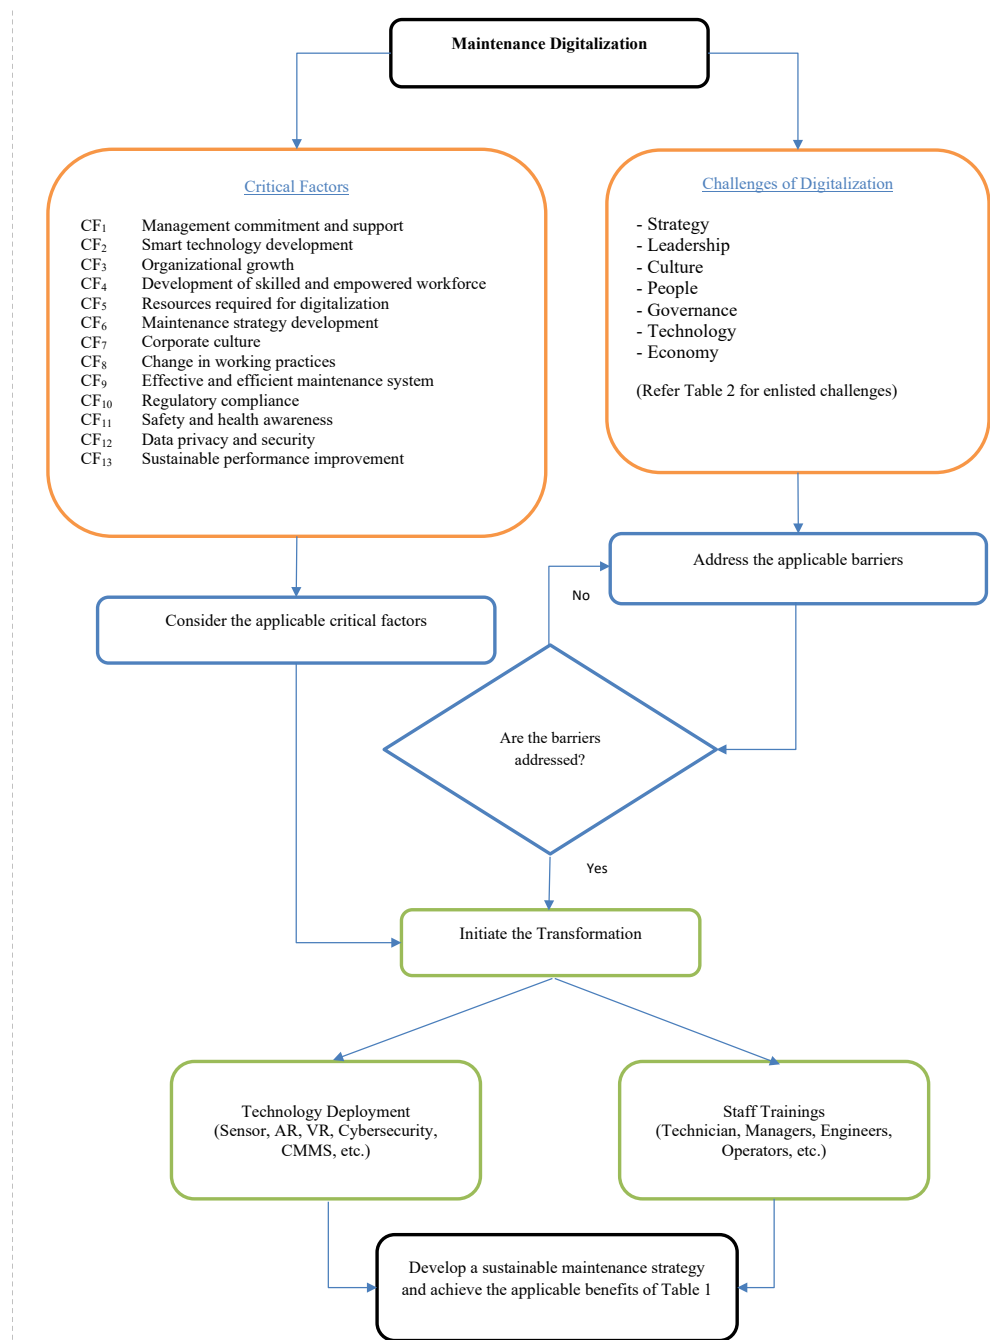 Maintenance Digitalization
Critical Factors
CF1 Management commitment and support
CF2 Smart technology development
CF3 Organizational growth
CF4 Development of skilled and empowered workforce
CF5 Resources required for digitalization
CF6 Maintenance strategy development
CF7 Corporate culture
CF8 Change in working practices
CF9 Effective and efficient maintenance system
CF10 Regulatory compliance
CF11 Safety and health awareness
CF12 Data privacy and security
CF13 Sustainable performance improvement
Challenges of Digitalization
- Strategy
- Leadership
- Culture
- People
- Governance
- Technology
- Economy
(Refer Table 2 for enlisted challenges)
Address the applicable barriers
No
Consider the applicable critical factors
Are the barriers
addressed?
Yes
Initiate the Transformation
Technology Deployment
(Sensor, AR, VR, Cybersecurity,
CMMS, etc.)
Staff Trainings
(Technician, Managers, Engineers,
Operators, etc.)
Develop a sustainable maintenance strategy
and achieve the applicable benefits of Table 1